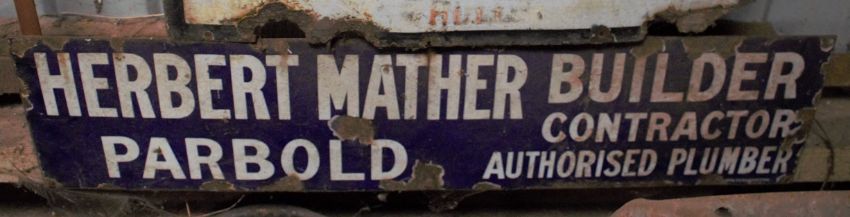 HERBERT MATHER BUILDER
CONTRACTOR
PARBOLD AUTHORISED PLUMBER